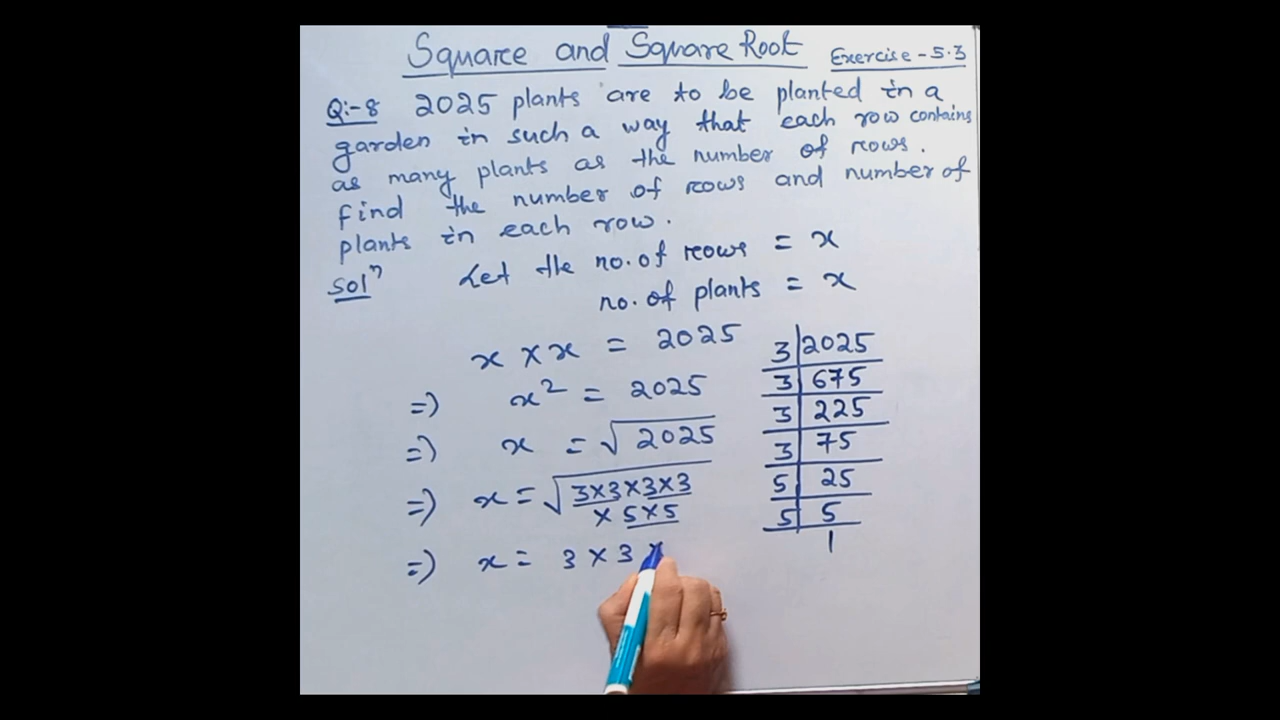 Square and Square Root Exercise - 5.3
Q:-8 2025 plants are to be planted in a
garden in such a way that each row contains
as many plants as the number of rows.
find the number of rows and number of
plants in each row.
Solⁿ Let the no. of rows = x
no. of plants = x
x × x = 2025
=) x² = 2025
=) x = √2025
=) x = √3×3×3×3
× 5×5
=) x = 3 × 3 ×
3 2025
3 675
3 225
3 75
5 25
5 5
1